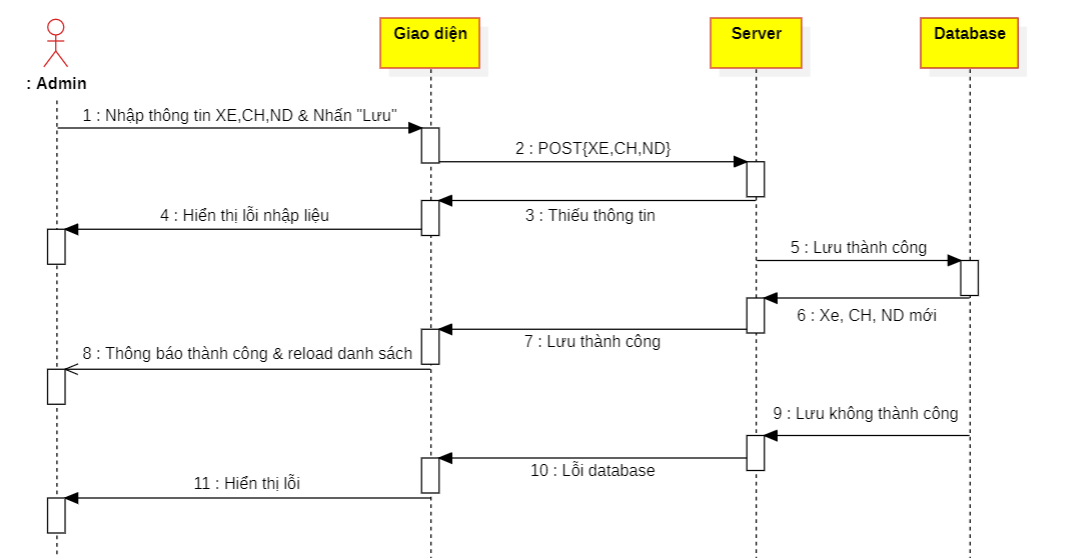 Giao diện
Server
Database
: Admin
1 : Nhập thông tin XE,CH,ND & Nhấn "Lưu"
2 : POST{XE,CH,ND}
3 : Thiếu thông tin
4 : Hiển thị lỗi nhập liệu
5 : Lưu thành công
6 : Xe, CH, ND mới
7 : Lưu thành công
8 : Thông báo thành công & reload danh sách
9 : Lưu không thành công
10 : Lỗi database
11 : Hiển thị lỗi